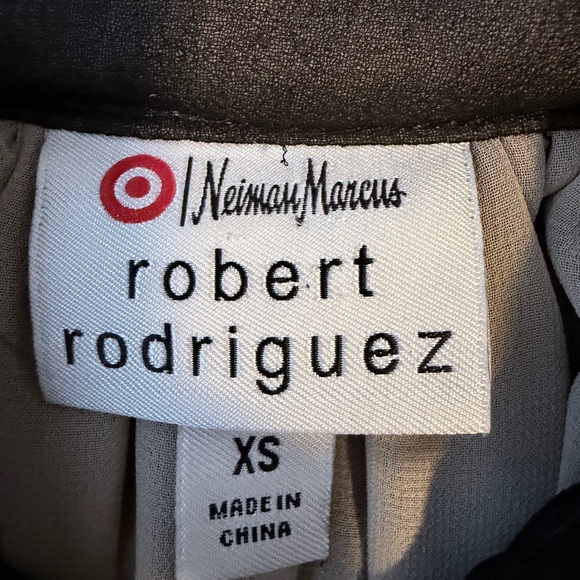 | Neiman Marcus
robert
rodriguez
XS
MADE IN
CHINA